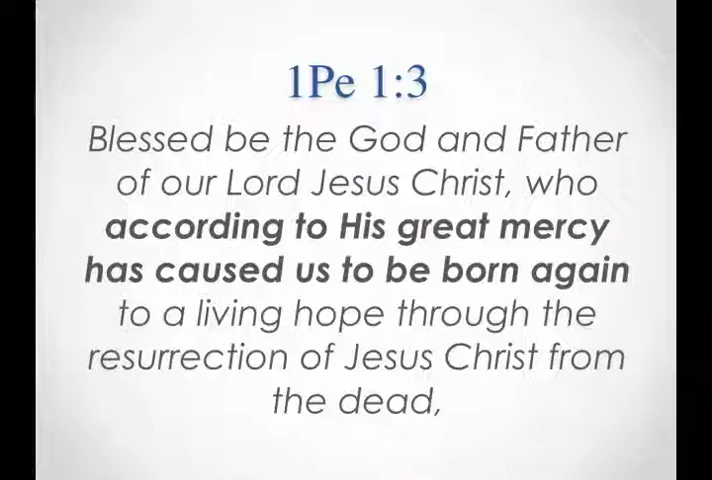 1Pe 1:3
Blessed be the God and Father
of our Lord Jesus Christ, who
according to His great mercy
has caused us to be born again
to a living hope through the
resurrection of Jesus Christ from
the dead,